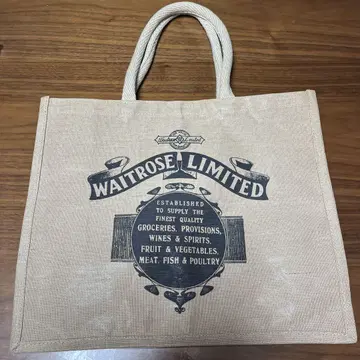 WAITROSE LIMITED
ESTABLISHED
TO SUPPLY THE
FINEST QUALITY
GROCERIES, PROVISIONS,
WINES & SPIRITS,
FRUIT & VEGETABLES,
MEAT, FISH & POULTRY